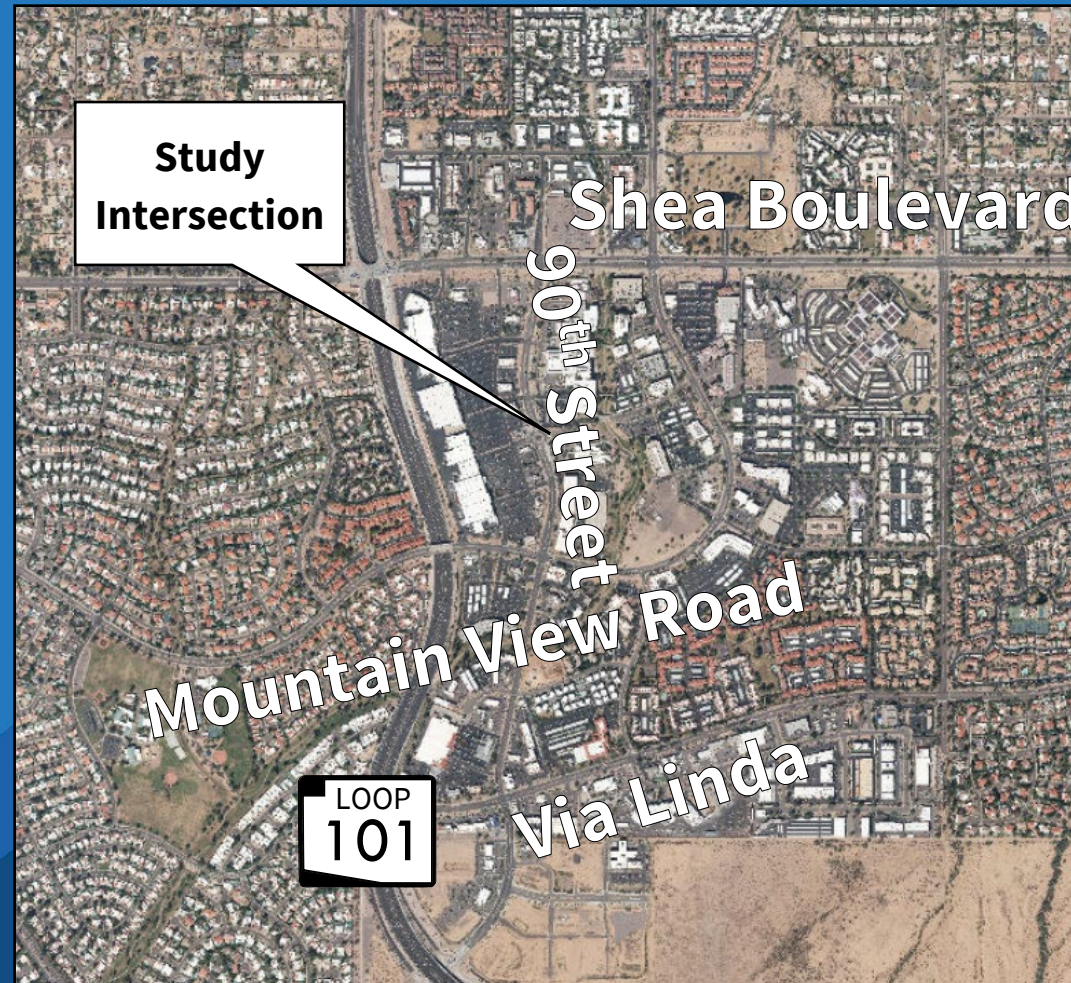 Study
Intersection
Shea Boulevard
90th Street
Mountain View Road
Via Linda
LOOP
101